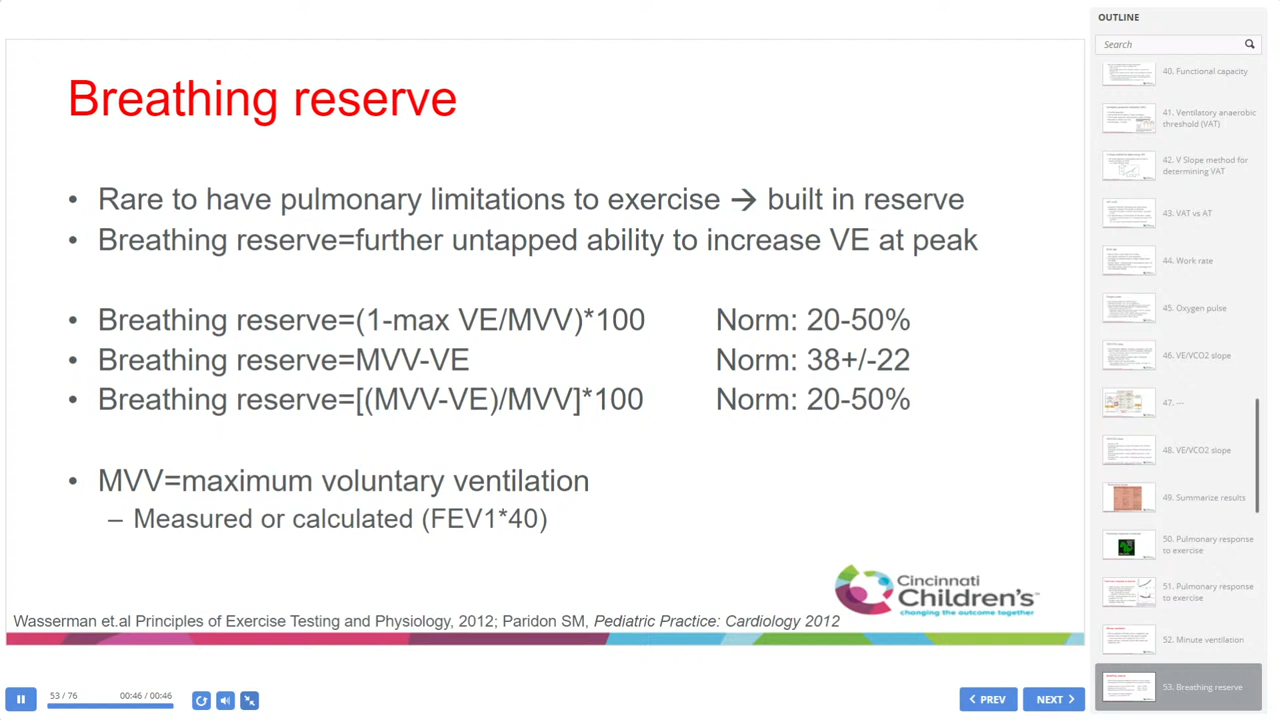 Breathing reserve
• Rare to have pulmonary limitations to exercise → built in reserve
• Breathing reserve=further untapped ability to increase VE at peak
• Breathing reserve=(1-max VE/MVV)*100 Norm: 20-50%
• Breathing reserve=MVV-VE Norm: 38+/-22
• Breathing reserve=[(MVV-VE)/MVV]*100 Norm: 20-50%
• MVV=maximum voluntary ventilation
– Measured or calculated (FEV1*40)
Cincinnati
Children's™
changing the outcome together
Wasserman et.al Principles of Exercise Testing and Physiology, 2012; Paridon SM, Pediatric Practice: Cardiology 2012
53 / 76
00:46 / 00:46
PREV
NEXT
OUTLINE
Search
40. Functional capacity
41. Ventilatory anaerobic
threshold (VAT)
42. V Slope method for
determining VAT
43. VAT vs AT
44. Work rate
45. Oxygen pulse
46. VE/VCO2 slope
47. ---
48. VE/VCO2 slope
49. Summarize results
50. Pulmonary response
to exercise
51. Pulmonary response
to exercise
52. Minute ventilation
53. Breathing reserve